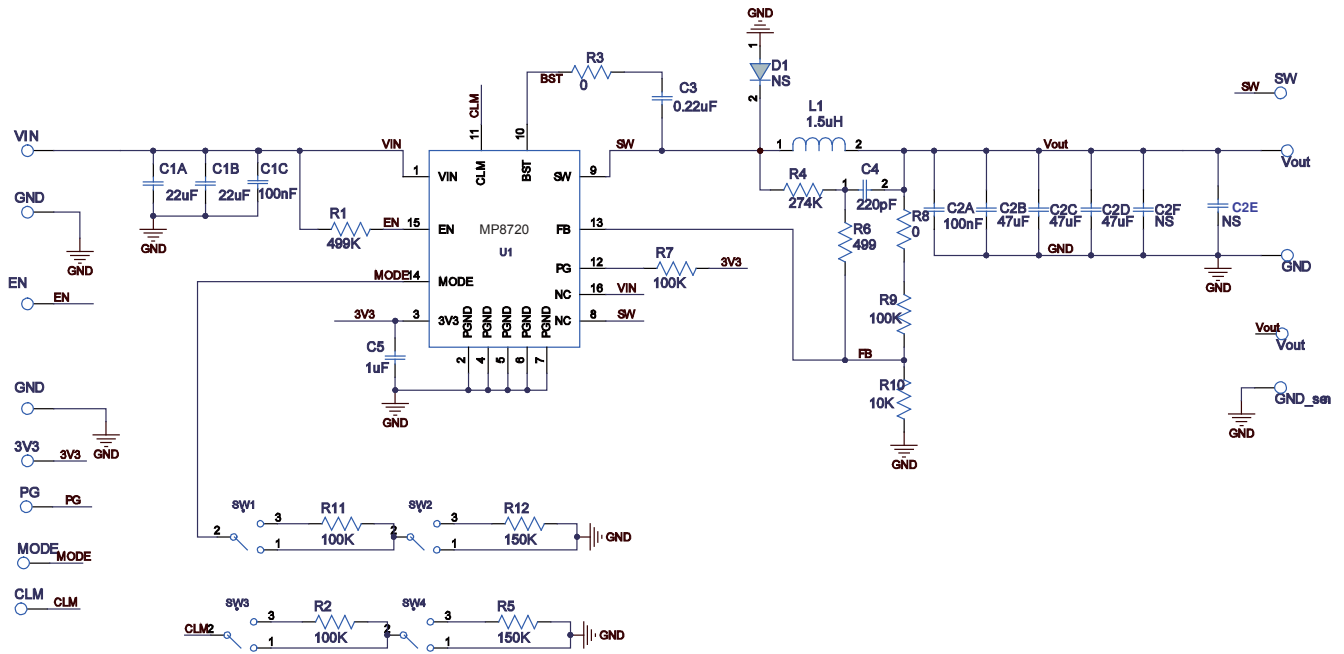 GND
1
D1
NS
2
R3
BST
0
C3
0.22uF
SW
SW
CLM
11
10
L1
1.5uH
VIN
VIN
SW
1
2
Vout
Vout
C1A
22uF
C1B
22uF
C1C
100nF
1
VIN
CLM
BST
SW
9
R4
274K
1
C4
2
220pF
GND
GND
GND
R1
499K
EN
15
EN
MP8720
U1
FB
13
R6
499
R8
0
C2A
100nF
C2B
47uF
C2C
47uF
C2D
47uF
C2F
NS
C2E
NS
GND
GND
GND
PG
12
R7
100K
3V3
MODE
14
MODE
NC
16
VIN
EN
EN
3V3
3
3V3
PGND
PGND
PGND
PGND
PGND
NC
8
SW
R9
100K
Vout
Vout
C5
1uF
2
4
5
6
7
FB
GND
GND
GND
R10
10K
GND
GND_sen
GND
3V3
3V3
PG
PG
MODE
MODE
CLM
CLM
SW1
2
3
1
R11
100K
SW2
2
3
1
R12
150K
GND
SW3
CLM2
3
1
R2
100K
SW4
2
3
1
R5
150K
GND